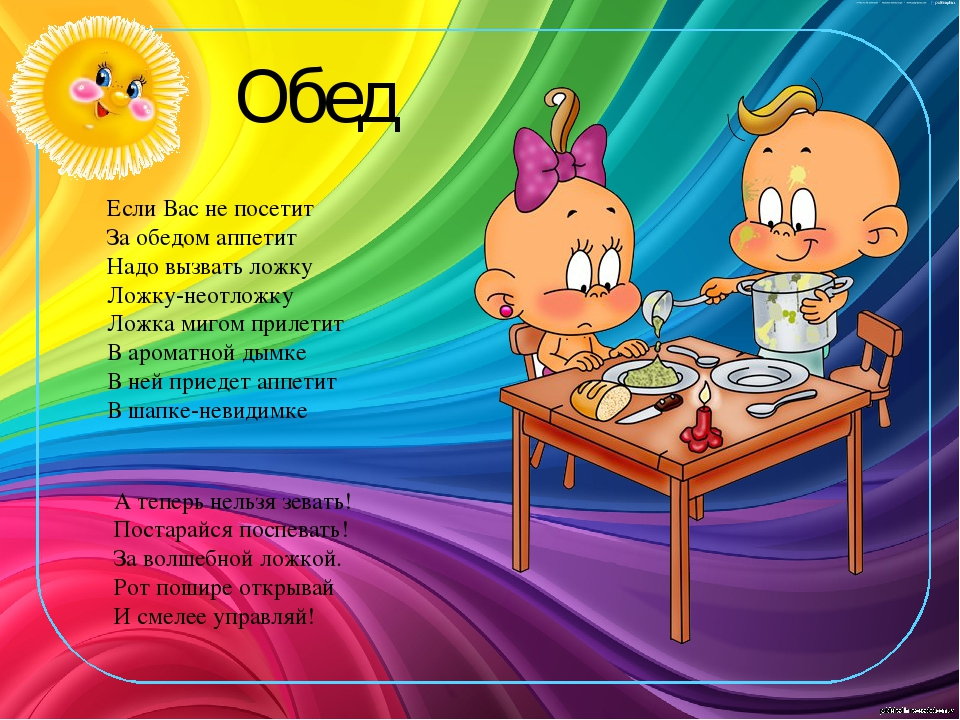 Обед
Если Вас не посетит
За обедом аппетит
Надо вызвать ложку
Ложку-неотложку
Ложка мигом прилетит
В ароматной дымке
В ней приедет аппетит
В шапке-невидимке
А теперь нельзя зевать!
Постарайся поспевать!
За волшебной ложкой.
Рот пошире открывай
И смелее управляй!